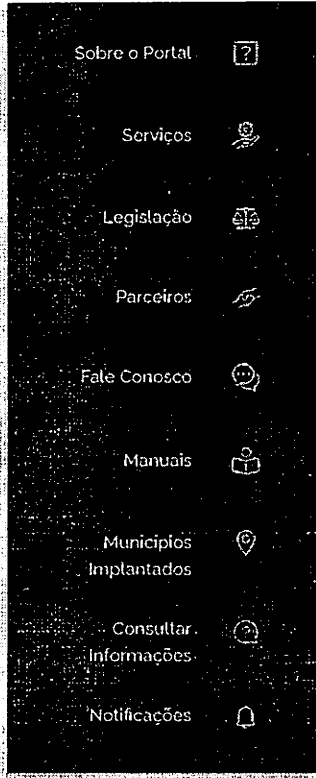 Sobre o Portal
Serviços
Legislação
Parceiros
Fale Conosco
Manuais
Municípios
Implantados
Consultar
Informações
Notificações